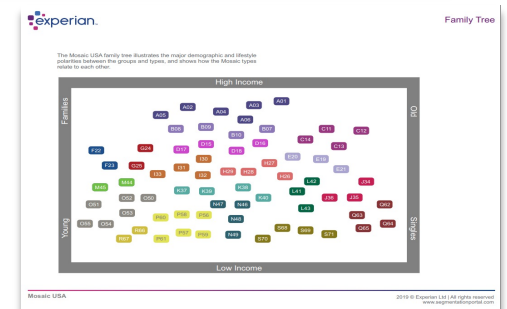 experian.
Family Tree
The Mosaic USA family tree illustrates the major demographic and lifestyle
polarities between the groups and types, and shows how the Mosaic types
relate to each other.
High Income
Families
Old
A01
A02
A03
A04
A05
A06
B08
B09
B07
B10
C11
C12
C14
C13
D15
D16
D17
D18
G24
F22
E20
E19
F23
G25
I30
H27
E21
I31
H29
H28
I33
I32
H26
L42
J34
M45
M44
K37
K39
K38
L41
O51
O52
O50
K40
J36
J35
N47
N46
L43
Q62
O53
P60
P58
P56
N48
Q63
O55
O54
Q64
R66
S68
Q65
R67
P61
P57
P59
N49
S70
S69
S71
Young
Singles
Low Income
Mosaic USA
2019 © Experian Ltd | All rights reserved
www.segmentationportal.com